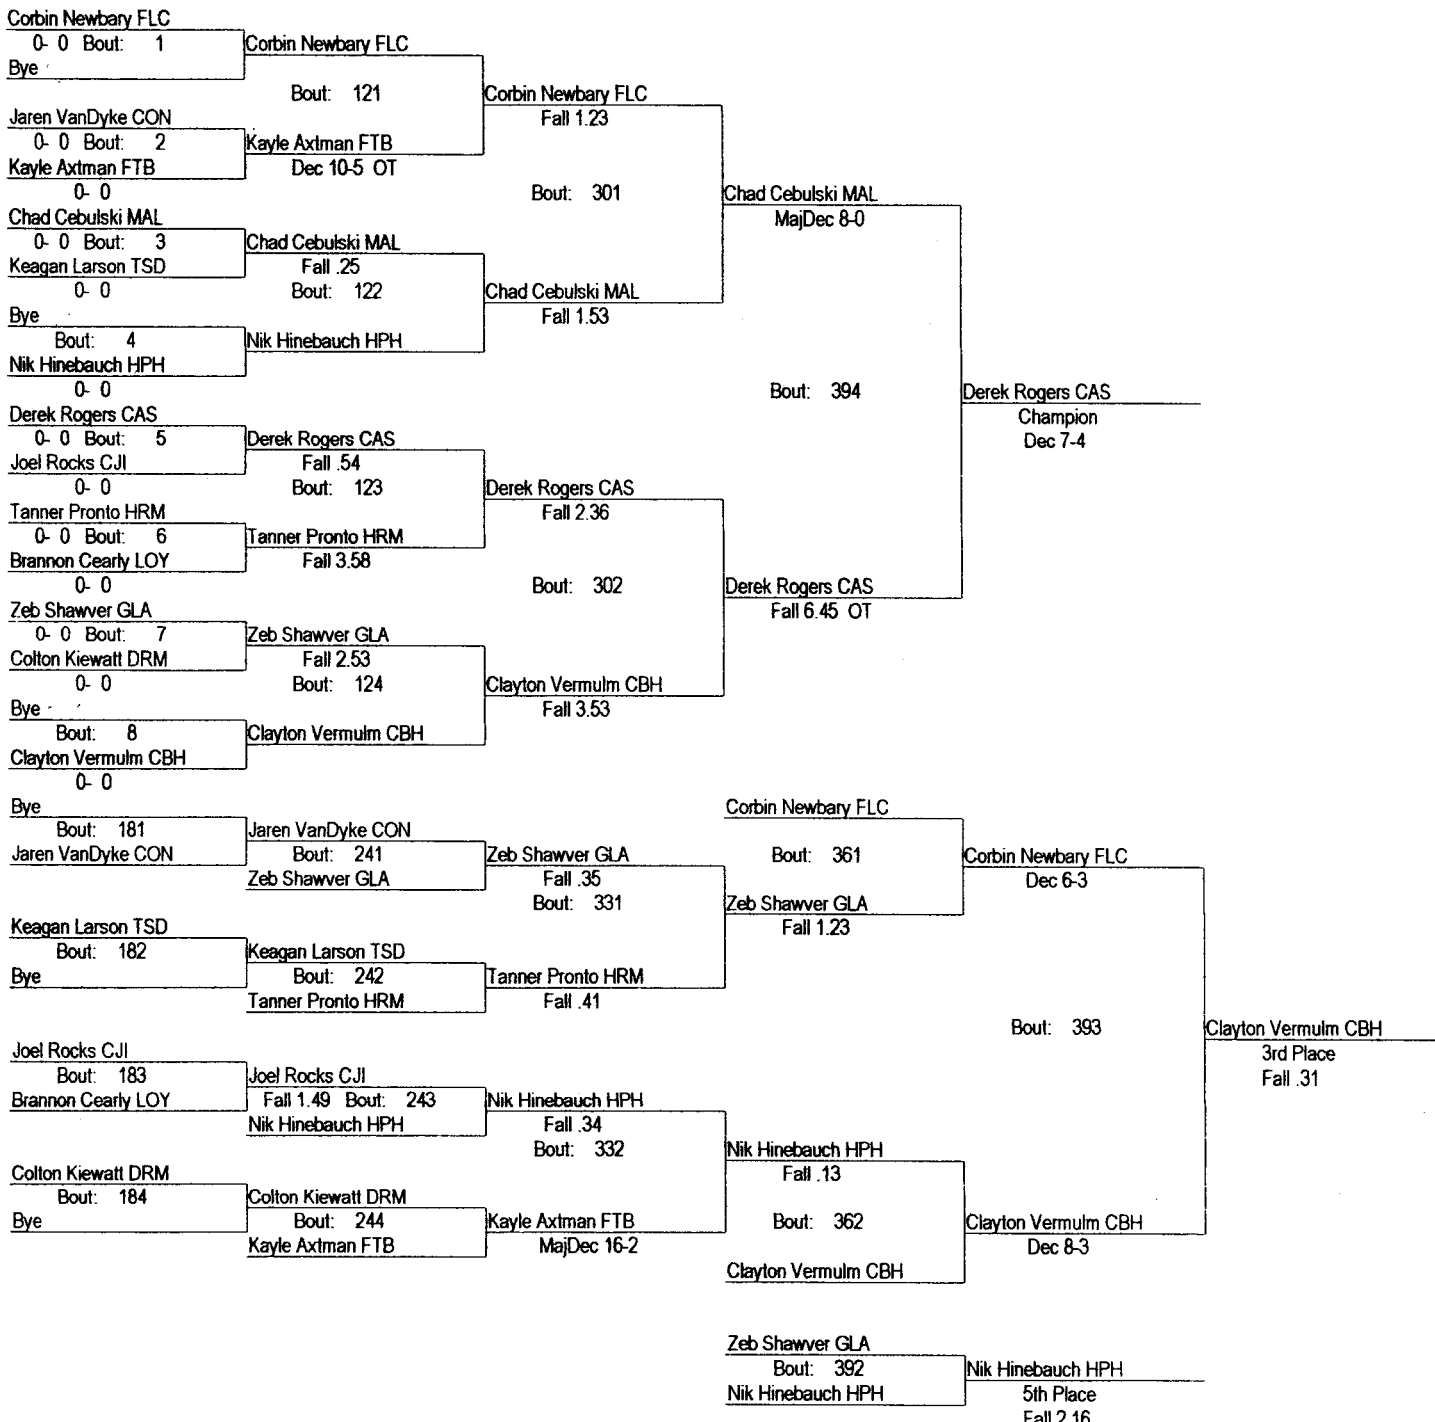 Corbin Newbary FLC
0- 0 Bout: 1
Bye
Corbin Newbary FLC
Bout: 121
Jaren VanDyke CON
0- 0 Bout: 2
Kayle Axtman FTB
0- 0
Kayle Axtman FTB
Dec 10-5 OT
Corbin Newbary FLC
Fall 1.23
Bout: 301
Chad Cebulski MAL
0- 0 Bout: 3
Keagan Larson TSD
0- 0
Chad Cebulski MAL
Fall .25
Bout: 122
Bye
Bout: 4
Nik Hinebauch HPH
0- 0
Nik Hinebauch HPH
Chad Cebulski MAL
Fall 1.53
Chad Cebulski MAL
MajDec 8-0
Bout: 394
Derek Rogers CAS
0- 0 Bout: 5
Joel Rocks CJI
0- 0
Derek Rogers CAS
Fall .54
Bout: 123
Tanner Pronto HRM
0- 0 Bout: 6
Brannon Cearly LOY
0- 0
Tanner Pronto HRM
Fall 3.58
Derek Rogers CAS
Fall 2.36
Bout: 302
Zeb Shawver GLA
0- 0 Bout: 7
Colton Kiewatt DRM
0- 0
Zeb Shawver GLA
Fall 2.53
Bout: 124
Bye
Bout: 8
Clayton Vermulm CBH
0- 0
Clayton Vermulm CBH
Clayton Vermulm CBH
Fall 3.53
Derek Rogers CAS
Fall 6.45 OT
Derek Rogers CAS
Champion
Dec 7-4
Bye
Bout: 181
Jaren VanDyke CON
Jaren VanDyke CON
Bout: 241
Zeb Shawver GLA
Zeb Shawver GLA
Fall .35
Bout: 331
Keagan Larson TSD
Bout: 182
Bye
Keagan Larson TSD
Bout: 242
Tanner Pronto HRM
Tanner Pronto HRM
Fall .41
Corbin Newbary FLC
Bout: 361
Zeb Shawver GLA
Fall 1.23
Corbin Newbary FLC
Dec 6-3
Bout: 393
Joel Rocks CJI
Bout: 183
Brannon Cearly LOY
Joel Rocks CJI
Fall 1.49 Bout: 243
Nik Hinebauch HPH
Nik Hinebauch HPH
Fall .34
Bout: 332
Colton Kiewatt DRM
Bout: 184
Bye
Colton Kiewatt DRM
Bout: 244
Kayle Axtman FTB
Kayle Axtman FTB
MajDec 16-2
Nik Hinebauch HPH
Fall .13
Bout: 362
Clayton Vermulm CBH
Clayton Vermulm CBH
Dec 8-3
Clayton Vermulm CBH
3rd Place
Fall .31
Zeb Shawver GLA
Bout: 392
Nik Hinebauch HPH
Nik Hinebauch HPH
5th Place
Fall 2.16